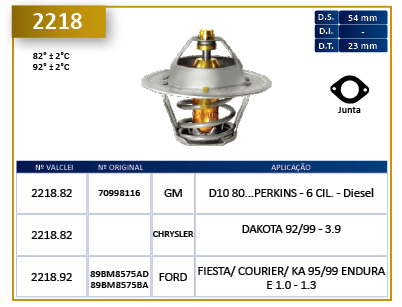 2218
82° ± 2°C
92° ± 2°C
D.S. 54 mm
D.I. -
D.T. 23 mm
Junta
Nº VALCLEI Nº ORIGINAL APLICAÇÃO
2218.82 70998116 GM D10 80...PERKINS - 6 CIL. - Diesel
2218.82 CHRYSLER DAKOTA 92/99 - 3.9
2218.92 89BM8575AD 89BM8575BA FORD FIESTA/ COURIER/ KA 95/99 ENDURA
E 1.0 - 1.3